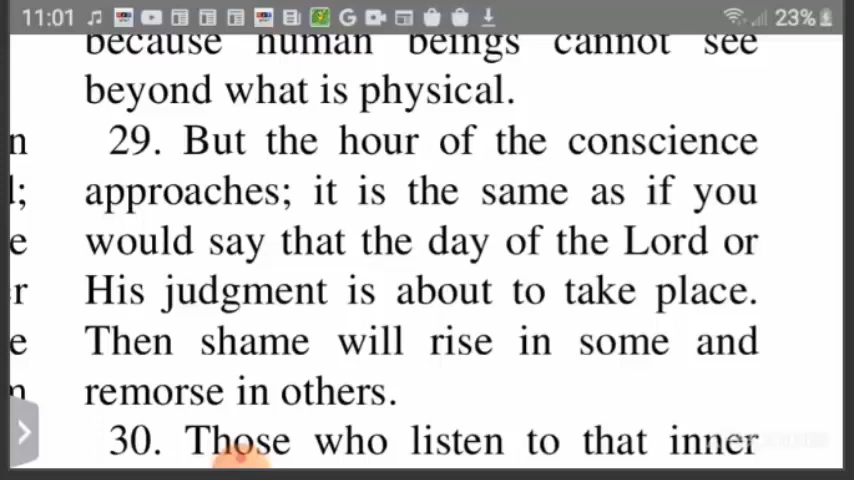 11:01 23%
because human beings cannot see
beyond what is physical.
n 29. But the hour of the conscience
; approaches; it is the same as if you
e would say that the day of the Lord or
r His judgment is about to take place.
e Then shame will rise in some and
remorse in others.
30. Those who listen to that inner